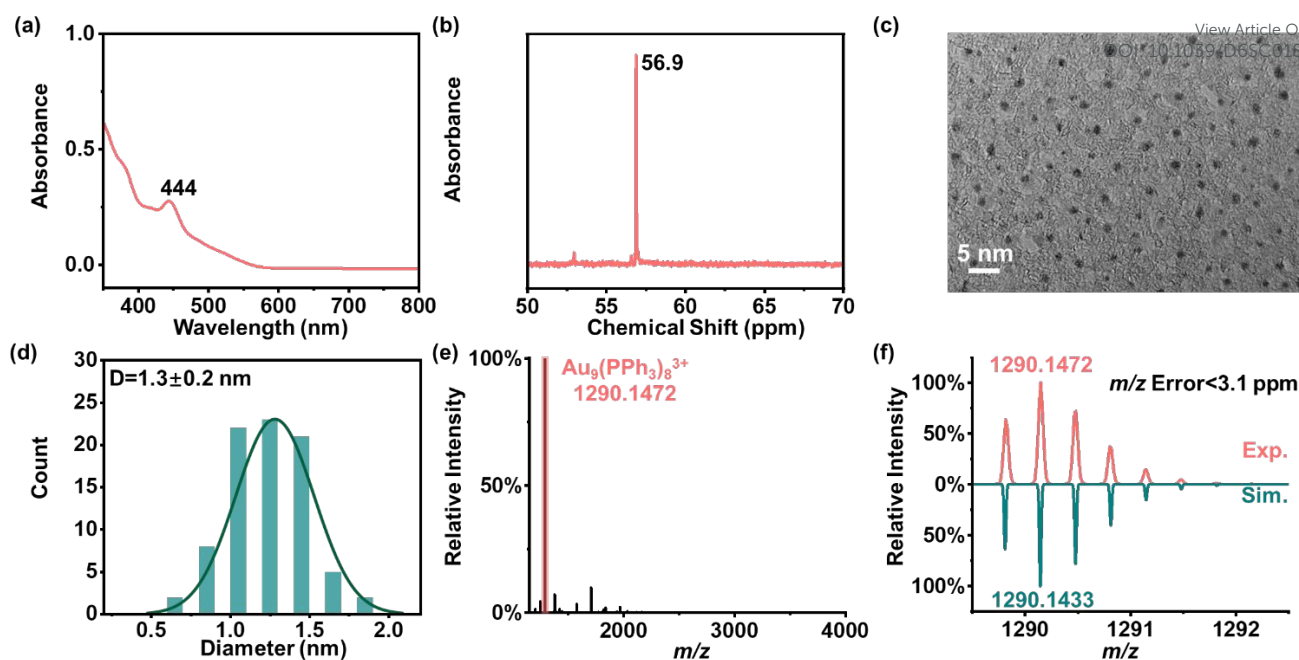 (a)
1.0
0.5
0.0
Absorbance
444
400 500 600 700 800
Wavelength (nm)
(b)
Absorbance
56.9
50 55 60 65 70
Chemical Shift (ppm)
(c)
View Article O
5 nm
(d)
D=1.3±0.2 nm
30
25
20
15
10
5
0
Count
0.5 1.0 1.5 2.0
Diameter (nm)
(e)
100%
50%
0%
Relative Intensity
Au₉(PPh₃)₈³⁺
1290.1472
2000 3000 4000
m/z
(f)
1290.1472
m/z Error<3.1 ppm
100%
50%
0%
50%
100%
Relative Intensity
Exp.
Sim.
1290.1433
1290 1291 1292
m/z